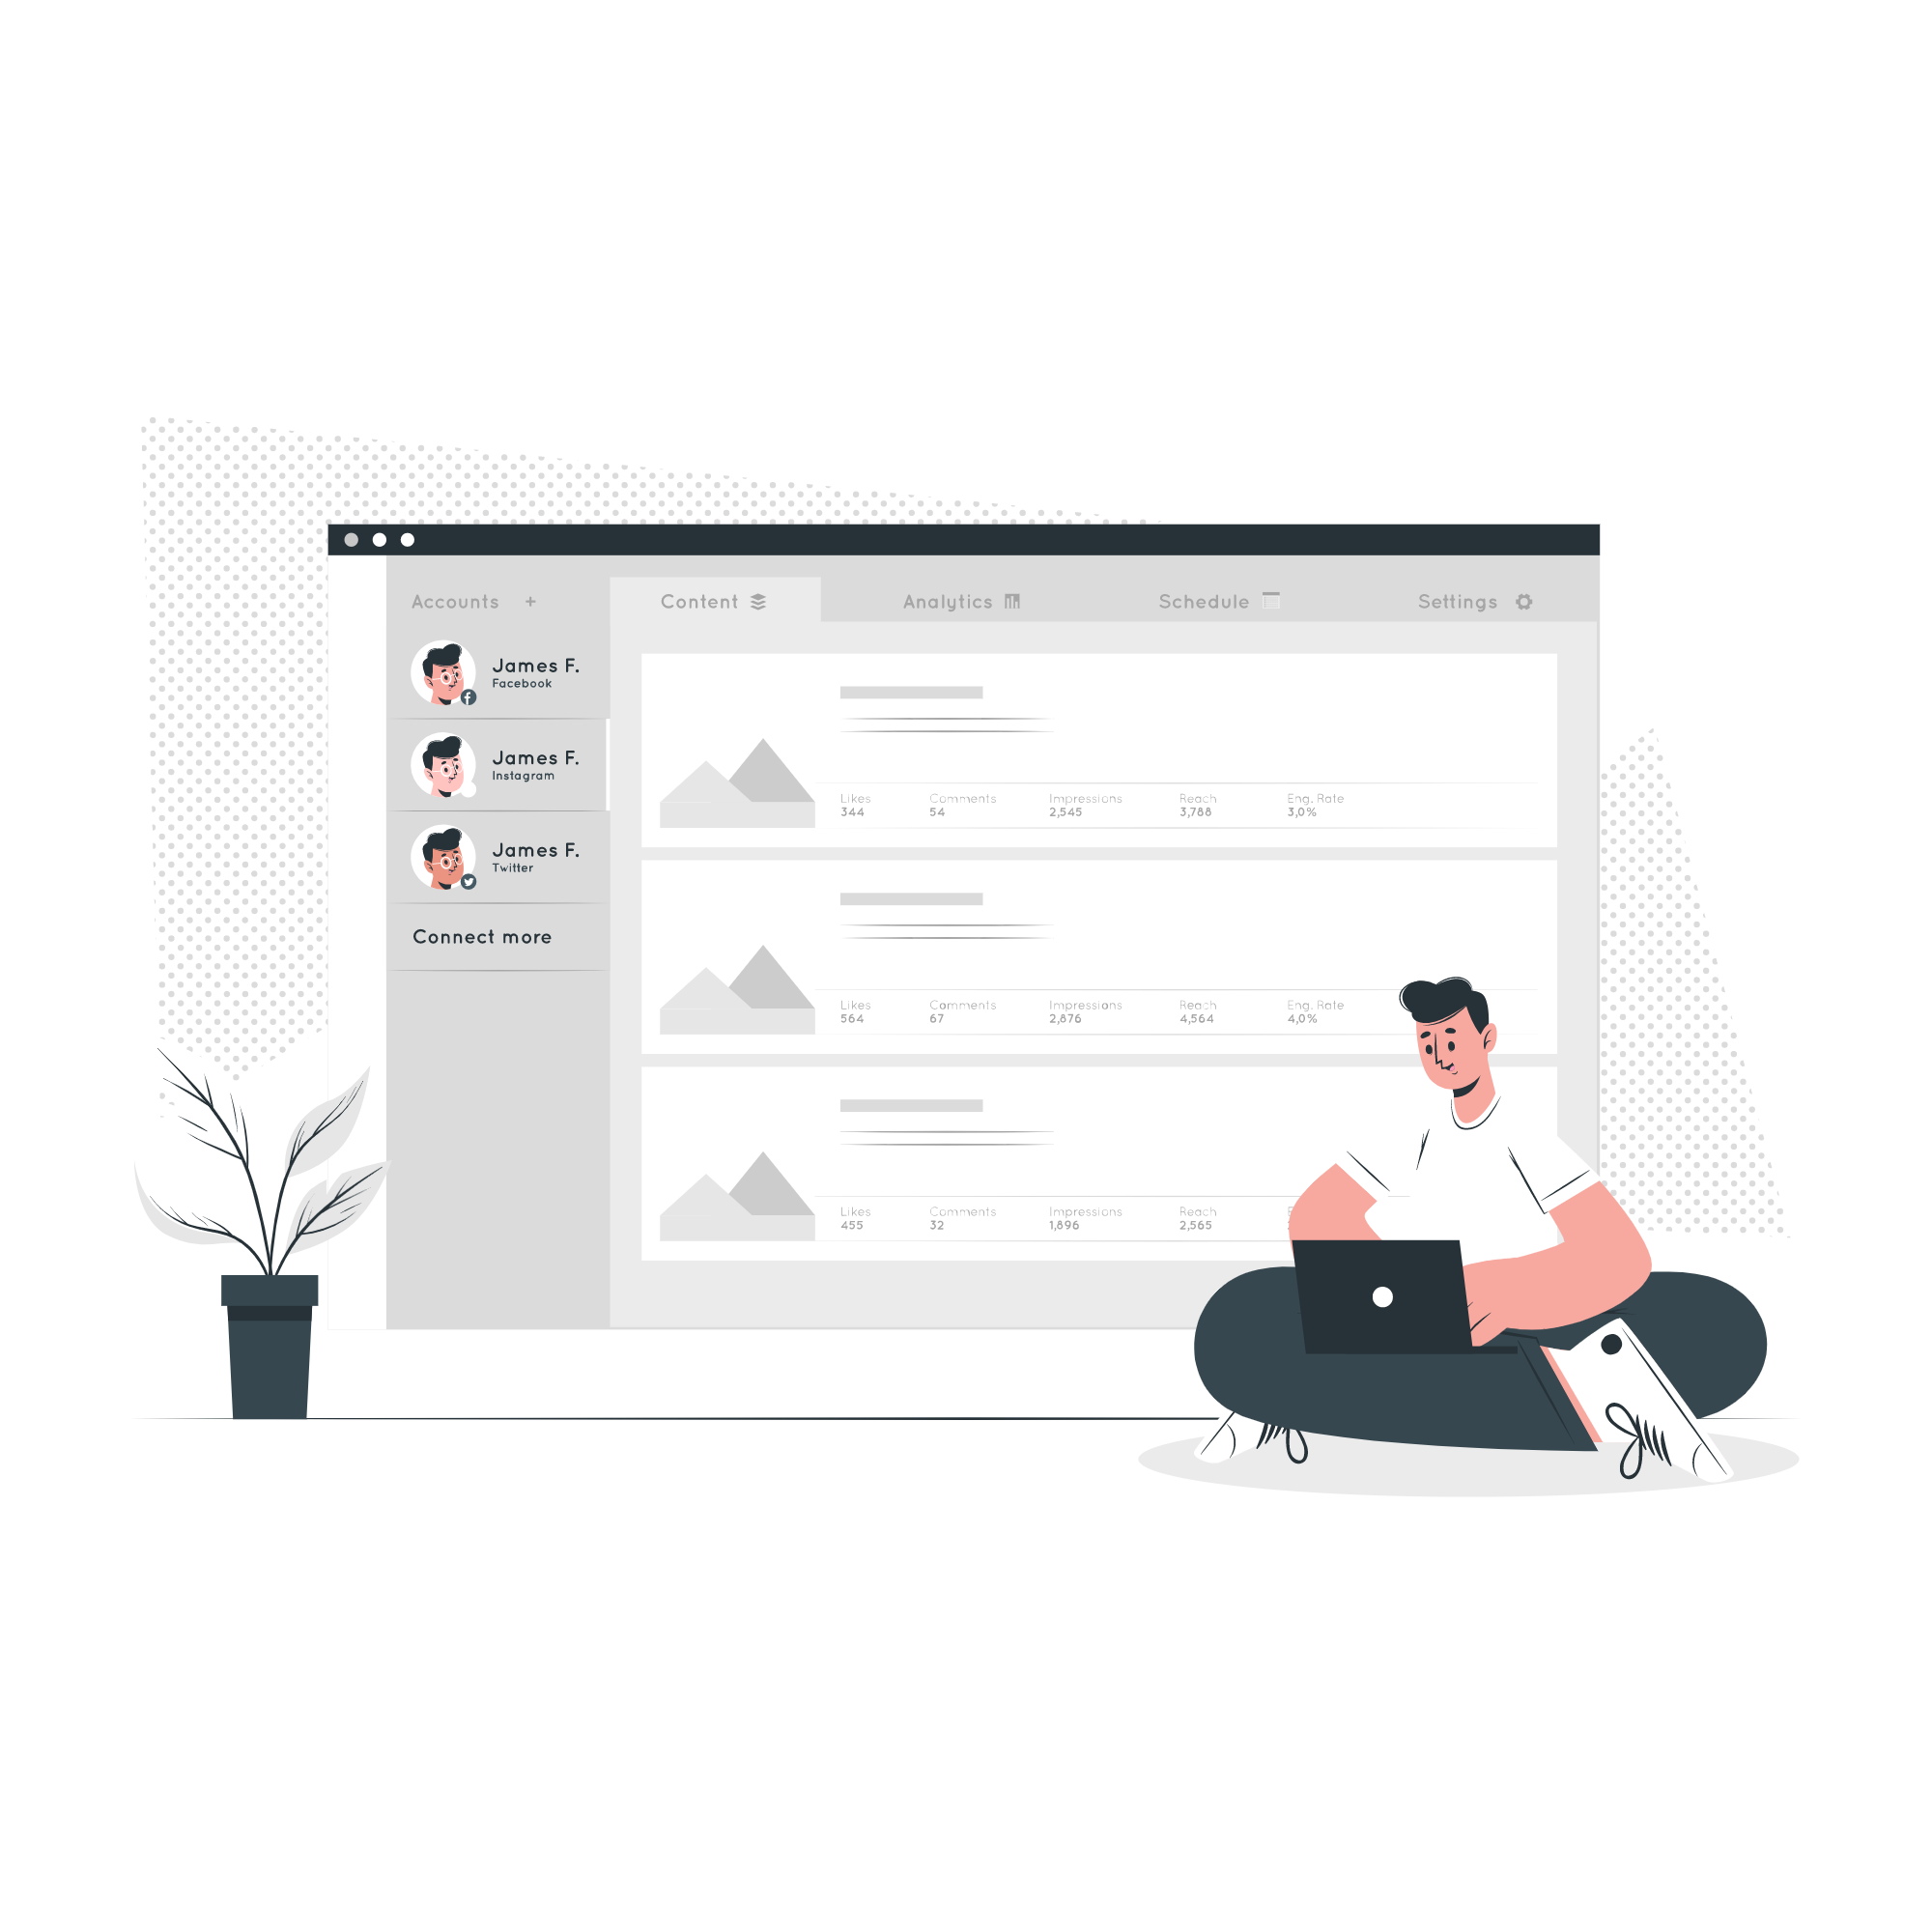 Accounts +
Content
Analytics
Schedule
Settings
James F.
Facebook
James F.
Instagram
James F.
Twitter
Connect more
Likes Comments Impressions Reach Eng. Rate
344 54 2,545 3,788 3,0%
Likes Comments Impressions Reach Eng. Rate
564 67 2,876 4,564 4,0%
Likes Comments Impressions Reach
455 32 1,896 2,565